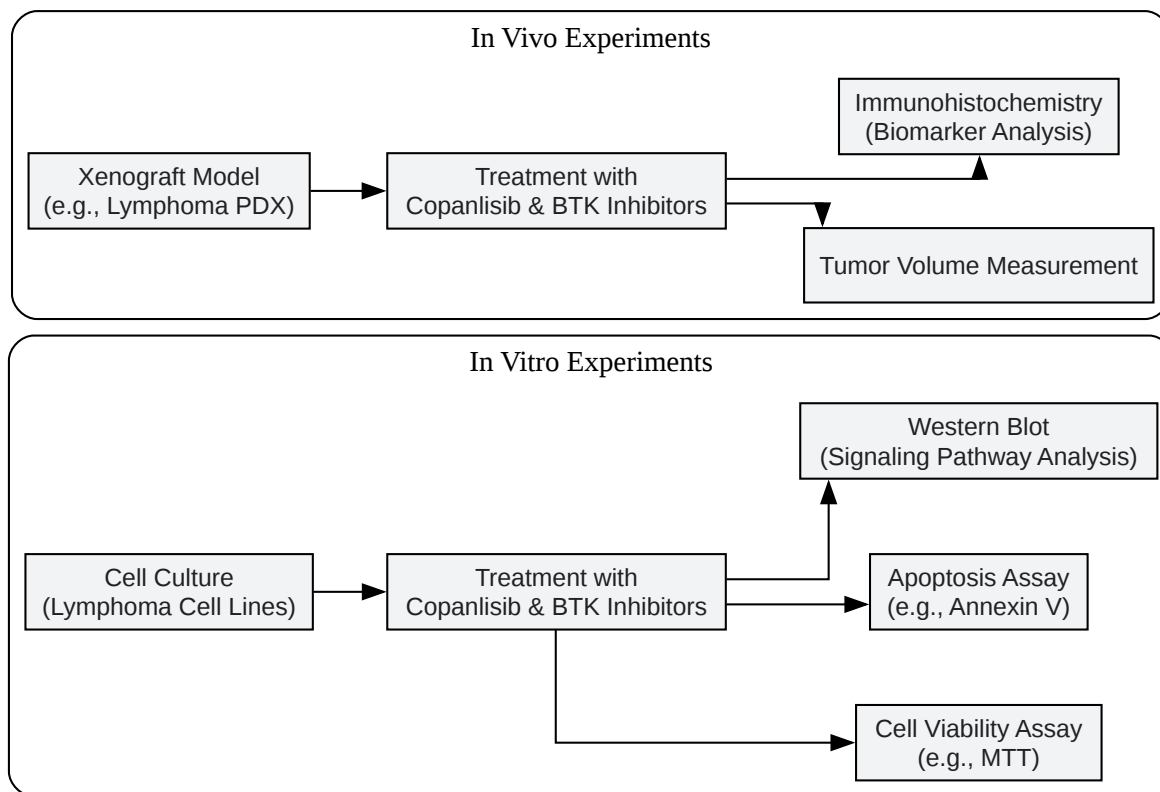 In Vivo Experiments
Immunohistochemistry
(Biomarker Analysis)
Xenograft Model
(e.g., Lymphoma PDX)
Treatment with
Copanlisib & BTK Inhibitors
Tumor Volume Measurement
In Vitro Experiments
Western Blot
(Signaling Pathway Analysis)
Cell Culture
(Lymphoma Cell Lines)
Treatment with
Copanlisib & BTK Inhibitors
Apoptosis Assay
(e.g., Annexin V)
Cell Viability Assay
(e.g., MTT)